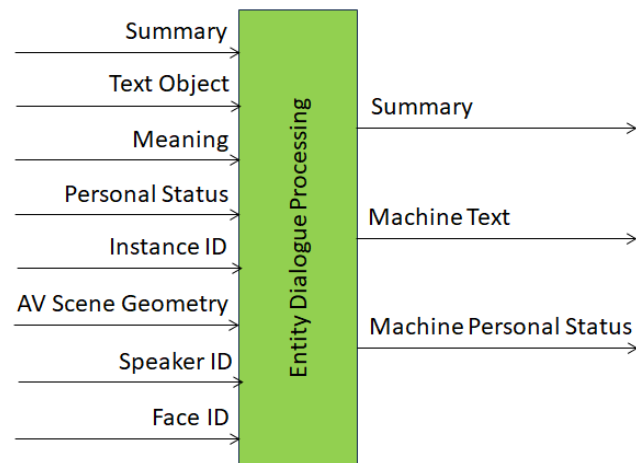 Summary
Text Object
Meaning
Personal Status
Instance ID
AV Scene Geometry
Speaker ID
Face ID
Entity Dialogue Processing
Summary
Machine Text
Machine Personal Status